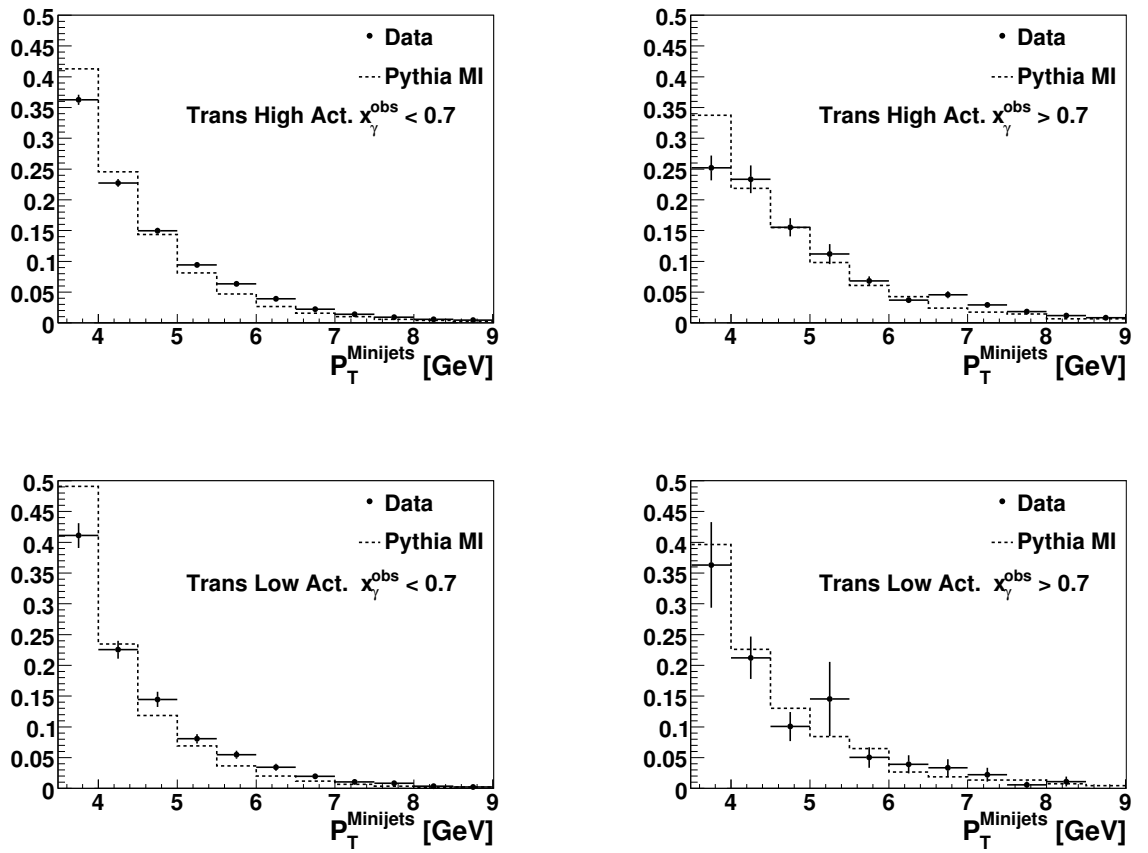 0.5
0.45
0.4
0.35
0.3
0.25
0.2
0.15
0.1
0.05
0
Data
Pythia MI
Trans High Act. x_γ^obs < 0.7
4 5 6 7 8 9
P_T^Minijets [GeV]
0.5
0.45
0.4
0.35
0.3
0.25
0.2
0.15
0.1
0.05
0
Data
Pythia MI
Trans High Act. x_γ^obs > 0.7
4 5 6 7 8 9
P_T^Minijets [GeV]
0.5
0.45
0.4
0.35
0.3
0.25
0.2
0.15
0.1
0.05
0
Data
Pythia MI
Trans Low Act. x_γ^obs < 0.7
4 5 6 7 8 9
P_T^Minijets [GeV]
0.5
0.45
0.4
0.35
0.3
0.25
0.2
0.15
0.1
0.05
0
Data
Pythia MI
Trans Low Act. x_γ^obs > 0.7
4 5 6 7 8 9
P_T^Minijets [GeV]